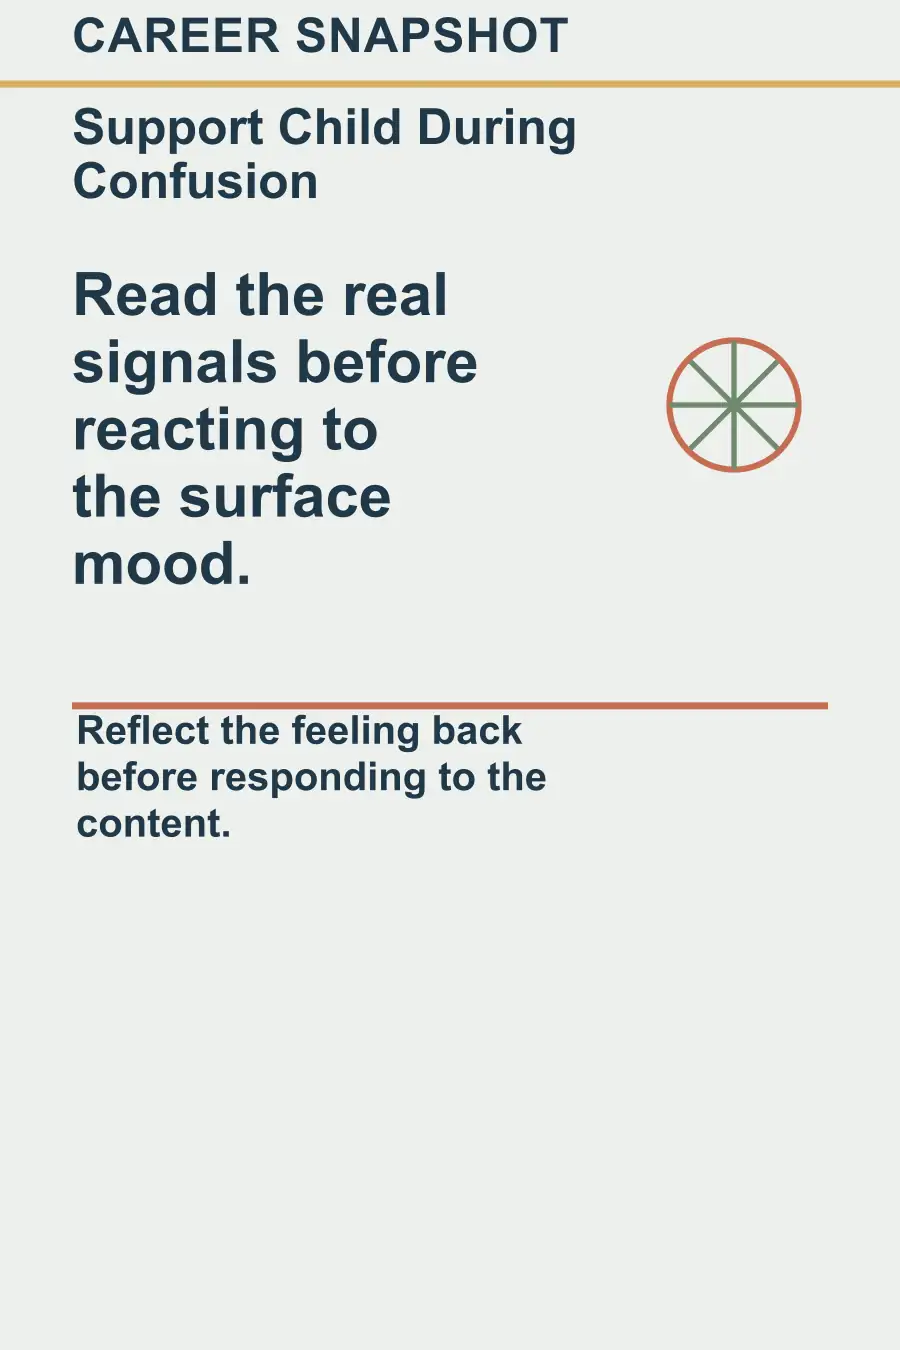 CAREER SNAPSHOT
Support Child During
Confusion
Read the real
signals before
reacting to
the surface
mood.
Reflect the feeling back
before responding to the
content.